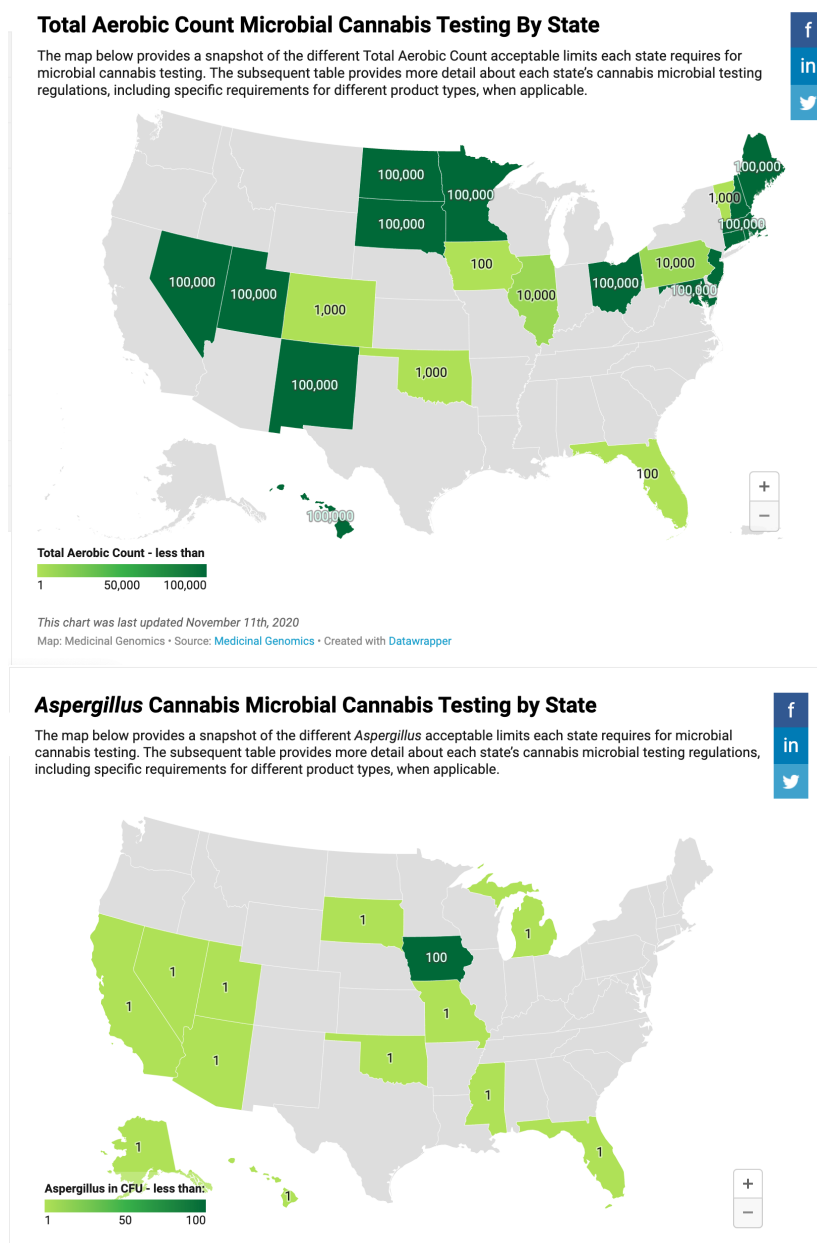 Total Aerobic Count Microbial Cannabis Testing By State
f
The map below provides a snapshot of the different Total Aerobic Count acceptable limits each state requires for
microbial cannabis testing. The subsequent table provides more detail about each state's cannabis microbial testing
regulations, including specific requirements for different product types, when applicable.
in
100,000
100,000
100,000
1,000
100,000
100,000
100
10,000
100,000
100,000
10,000
100,000
100,000
1,000
1,000
100,000
100
100,000
+
−
Total Aerobic Count - less than
1 50,000 100,000
This chart was last updated November 11th, 2020
Map: Medicinal Genomics • Source: Medicinal Genomics • Created with Datawrapper
Aspergillus Cannabis Microbial Cannabis Testing by State
f
The map below provides a snapshot of the different Aspergillus acceptable limits each state requires for microbial
cannabis testing. The subsequent table provides more detail about each state's cannabis microbial testing regulations,
including specific requirements for different product types, when applicable.
in
1
1
100
1
1
1
1
1
1
1
1
1
1
+
−
Aspergillus in CFU - less than:
1 50 100